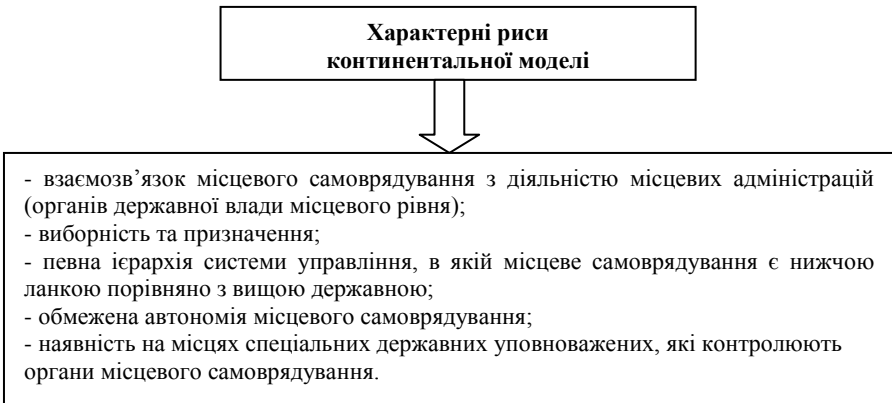 Характерні риси
континентальної моделі
- взаємозв’язок місцевого самоврядування з діяльністю місцевих адміністрацій
(органів державної влади місцевого рівня);
- виборність та призначення;
- певна ієрархія системи управління, в якій місцеве самоврядування є нижчою
ланкою порівняно з вищою державною;
- обмежена автономія місцевого самоврядування;
- наявність на місцях спеціальних державних уповноважених, які контролюють
органи місцевого самоврядування.